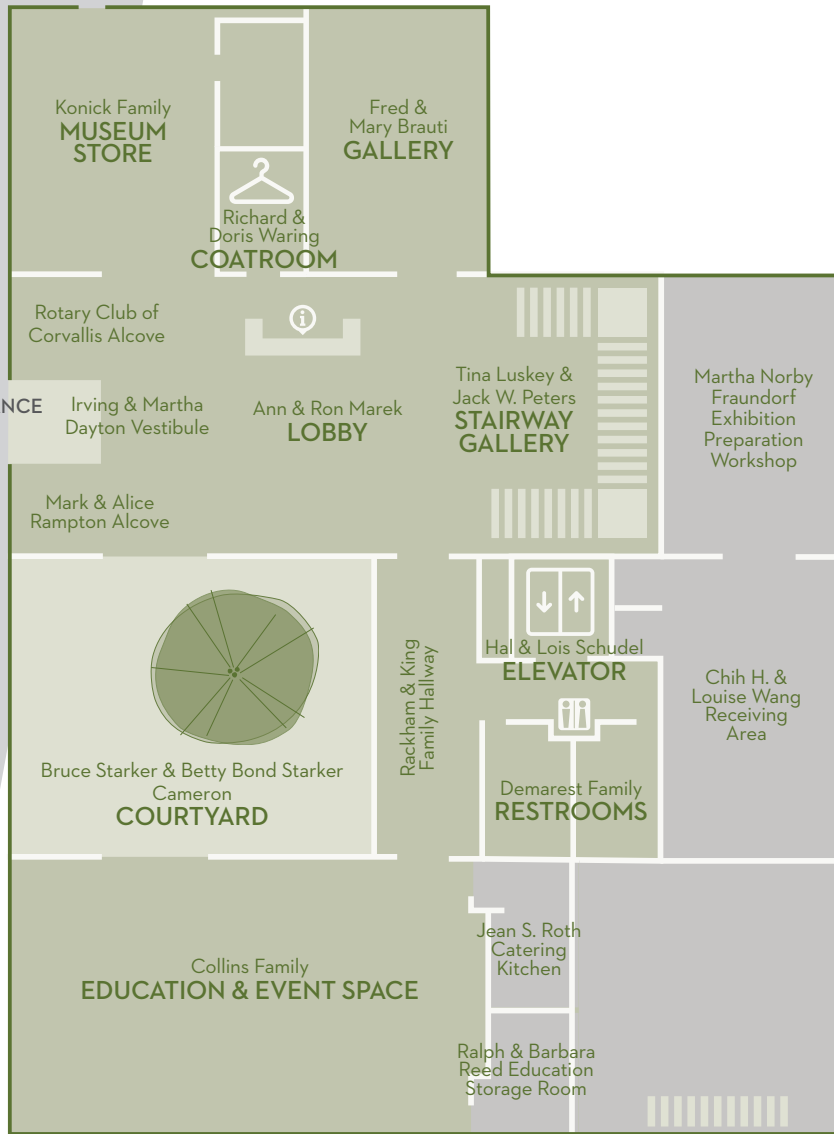 Konick Family
MUSEUM
STORE
Fred &
Mary Brauti
GALLERY
Richard &
Doris Waring
COATROOM
Rotary Club of
Corvallis Alcove
i
NCE
Irving & Martha
Dayton Vestibule
Ann & Ron Marek
LOBBY
Tina Luskey &
Jack W. Peters
STAIRWAY
GALLERY
Martha Norby
Fraundorf
Exhibition
Preparation
Workshop
Mark & Alice
Rampton Alcove
Rackham & King
Family Hallway
Hal & Lois Schudel
ELEVATOR
Chih H. &
Louise Wang
Receiving
Area
Bruce Starker & Betty Bond Starker
Cameron
COURTYARD
Demarest Family
RESTROOMS
Jean S. Roth
Catering
Kitchen
Collins Family
EDUCATION & EVENT SPACE
Ralph & Barbara
Reed Education
Storage Room